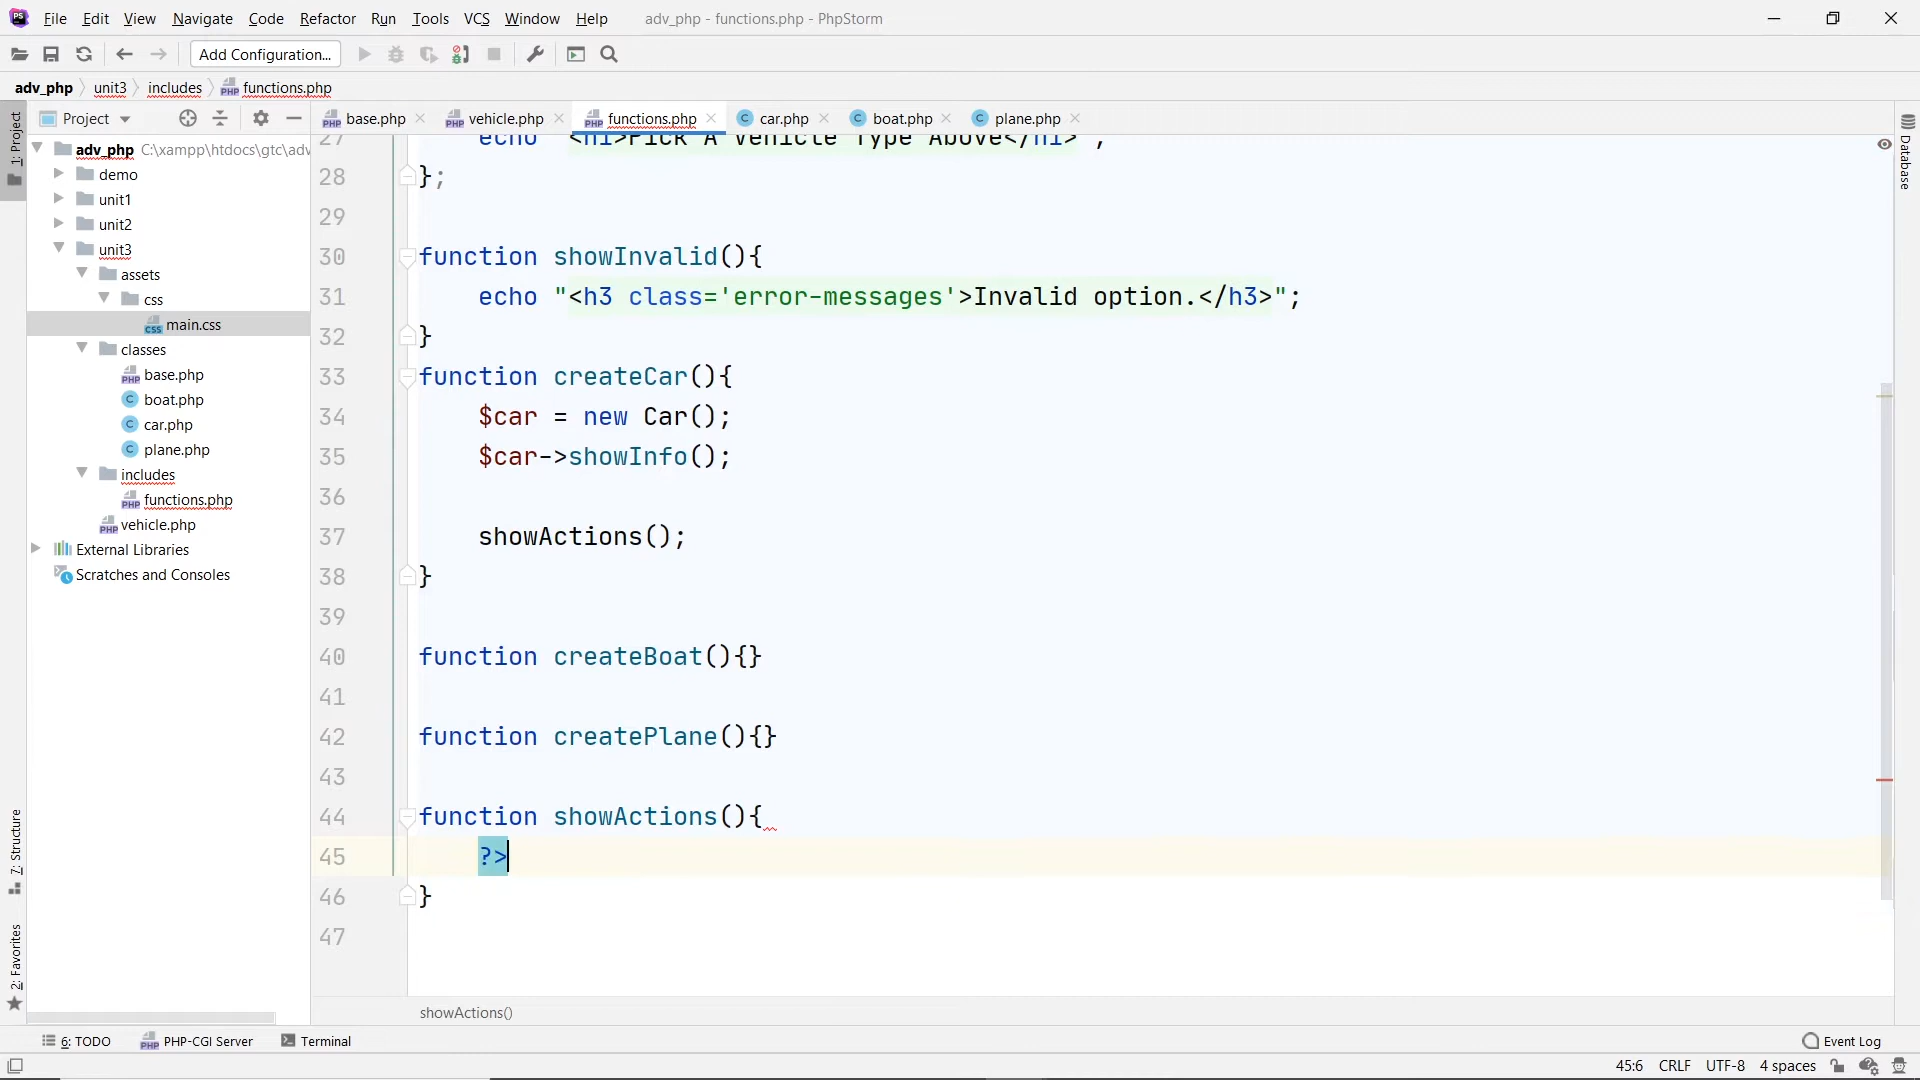 PS File Edit View Navigate Code Refactor Run Tools VCS Window Help adv_php - functions.php - PhpStorm
Add Configuration...
adv_php unit3 includes functions.php
Project base.php vehicle.php functions.php car.php boat.php plane.php
1: Project
Database
adv_php C:\xampp\htdocs\gtc\adv
demo
unit1
unit2
unit3
assets
css
main.css
classes
base.php
boat.php
car.php
plane.php
includes
functions.php
vehicle.php
External Libraries
Scratches and Consoles
7: Structure
2: Favorites
27 echo "<h1>Pick A Vehicle Type Above</h1>";
28 };
29
30 function showInvalid(){
31 echo "<h3 class='error-messages'>Invalid option.</h3>";
32 }
33 function createCar(){
34 $car = new Car();
35 $car->showInfo();
36
37 showActions();
38 }
39
40 function createBoat(){}
41
42 function createPlane(){}
43
44 function showActions(){
45 ?>
46 }
47
showActions()
6: TODO PHP-CGI Server Terminal Event Log
45:6 CRLF UTF-8 4 spaces